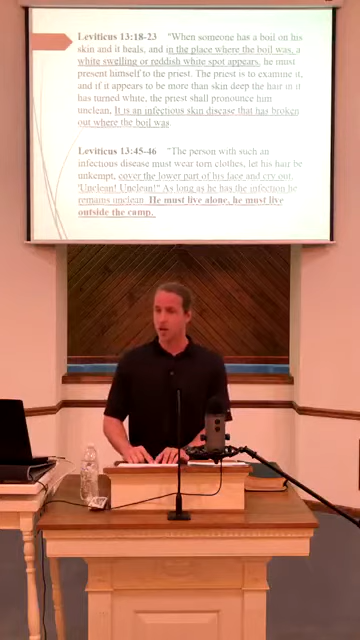 Leviticus 13:18-23 "When someone has a boil on his
skin and it heals, and in the place where the boil was, a
white swelling or reddish white spot appears, he must
present himself to the priest. The priest is to examine it,
and if it appears to be more than skin deep the hair in it
has turned white, the priest shall pronounce him
unclean. It is an infectious skin disease that has broken
out where the boil was.
Leviticus 13:45-46 "The person with such an
infectious disease must wear torn clothes, let his hair be
unkempt, cover the lower part of his face and cry out,
'Unclean! Unclean!" As long as he has the infection he
remains unclean. He must live alone, he must live
outside the camp.